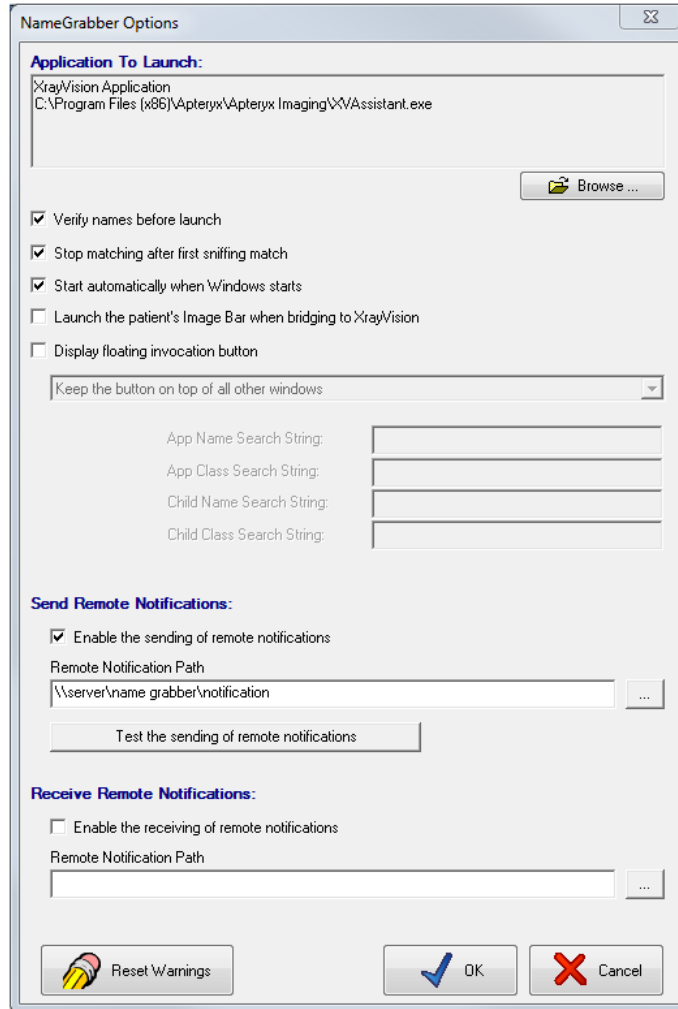 NameGrabber Options
Application To Launch:
XrayVision Application
C:\Program Files (x86)\Apteryx\Apteryx Imaging\XVAssistant.exe
Browse ...
Verify names before launch
Stop matching after first sniffing match
Start automatically when Windows starts
Launch the patient's Image Bar when bridging to XrayVision
Display floating invocation button
Keep the button on top of all other windows
App Name Search String:
App Class Search String:
Child Name Search String:
Child Class Search String:
Send Remote Notifications:
Enable the sending of remote notifications
Remote Notification Path
\\server\name grabber\notification
...
Test the sending of remote notifications
Receive Remote Notifications:
Enable the receiving of remote notifications
Remote Notification Path
...
Reset Warnings OK Cancel